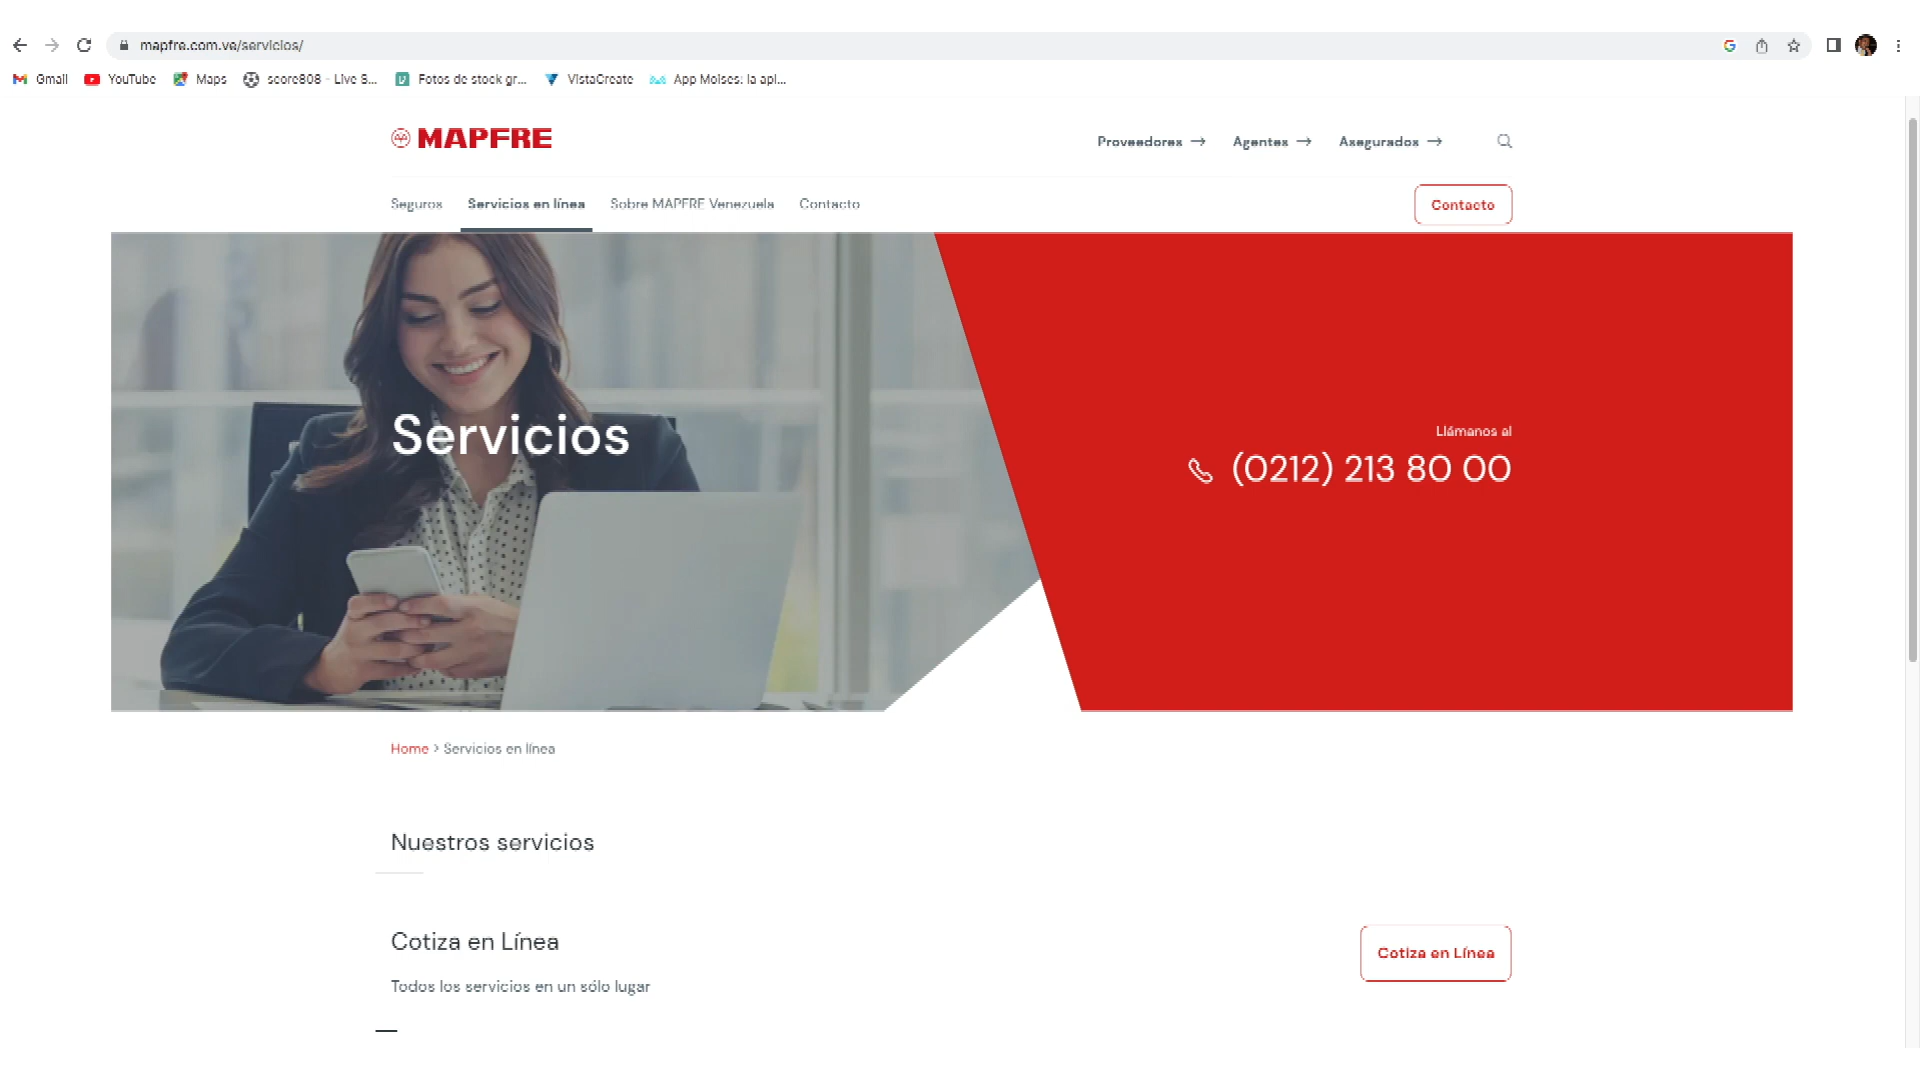 mapfre.com.ve/servicios/
Gmail YouTube Maps score808 - Live S... Fotos de stock gr... VistaCreate App Moises: la apl...
MAPFRE
Proveedores → Agentes → Asegurados →
Seguros Servicios en línea Sobre MAPFRE Venezuela Contacto
Contacto
Servicios
Llámanos al
(0212) 213 80 00
Home > Servicios en línea
Nuestros servicios
Cotiza en Línea
Cotiza en Línea
Todos los servicios en un sólo lugar